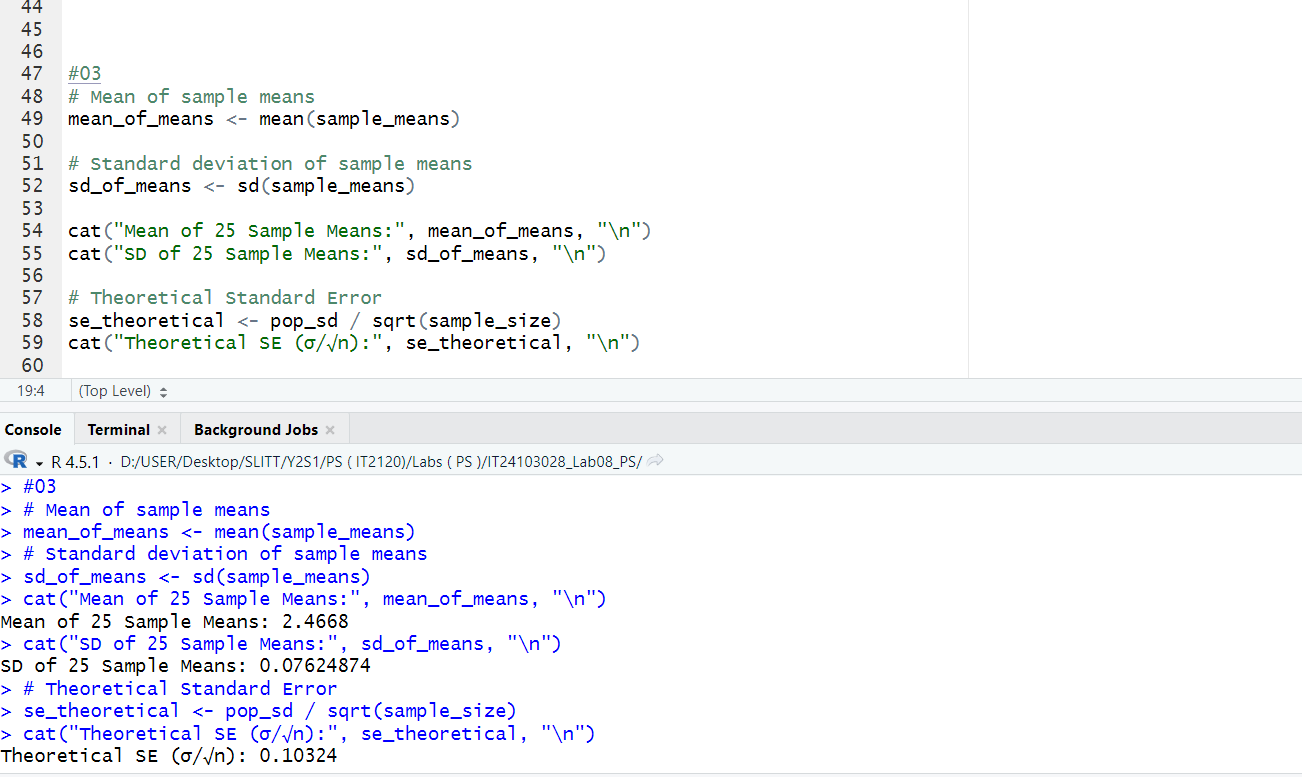 44
45
46
47 #03
48 # Mean of sample means
49 mean_of_means <- mean(sample_means)
50
51 # Standard deviation of sample means
52 sd_of_means <- sd(sample_means)
53
54 cat("Mean of 25 Sample Means:", mean_of_means, "\n")
55 cat("SD of 25 Sample Means:", sd_of_means, "\n")
56
57 # Theoretical Standard Error
58 se_theoretical <- pop_sd / sqrt(sample_size)
59 cat("Theoretical SE (σ/√n):", se_theoretical, "\n")
60
19:4 (Top Level)
Console Terminal Background Jobs
R R 4.5.1 · D:/USER/Desktop/SLITT/Y2S1/PS ( IT2120)/Labs ( PS )/IT24103028_Lab08_PS/
> #03
> # Mean of sample means
> mean_of_means <- mean(sample_means)
> # Standard deviation of sample means
> sd_of_means <- sd(sample_means)
> cat("Mean of 25 Sample Means:", mean_of_means, "\n")
Mean of 25 Sample Means: 2.4668
> cat("SD of 25 Sample Means:", sd_of_means, "\n")
SD of 25 Sample Means: 0.07624874
> # Theoretical Standard Error
> se_theoretical <- pop_sd / sqrt(sample_size)
> cat("Theoretical SE (σ/√n):", se_theoretical, "\n")
Theoretical SE (σ/√n): 0.10324